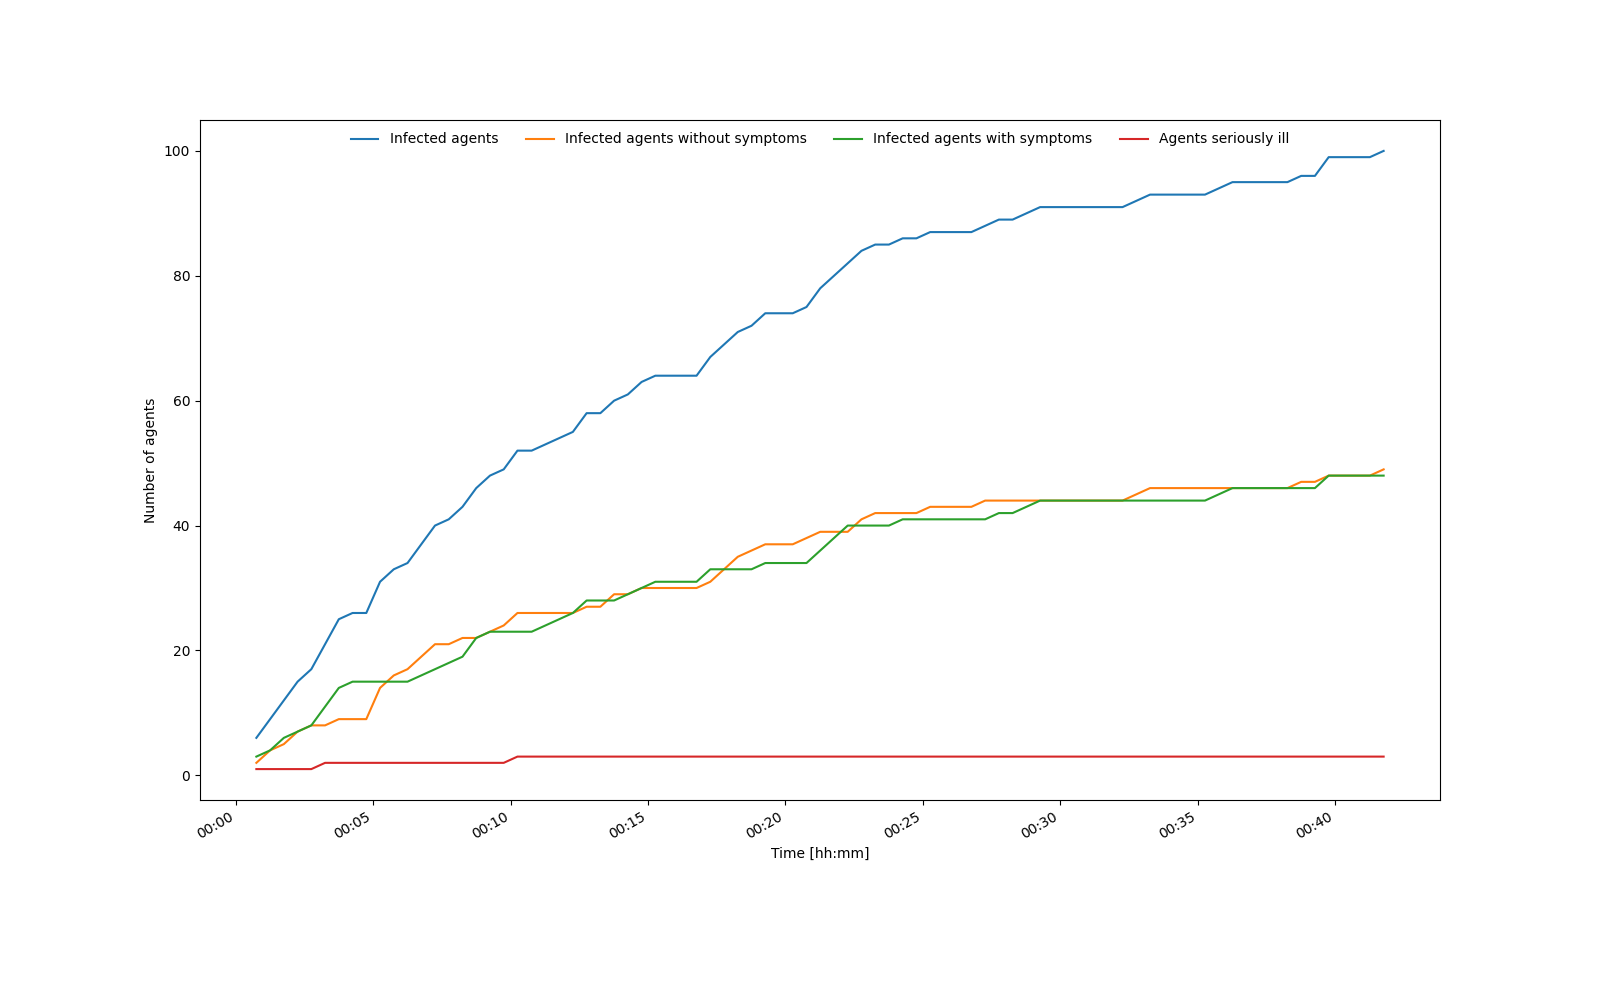 Infected agents
Infected agents without symptoms
Infected agents with symptoms
Agents seriously ill
100
80
60
40
20
0
Number of agents
00:00
00:05
00:10
00:15
00:20
00:25
00:30
00:35
00:40
Time [hh:mm]